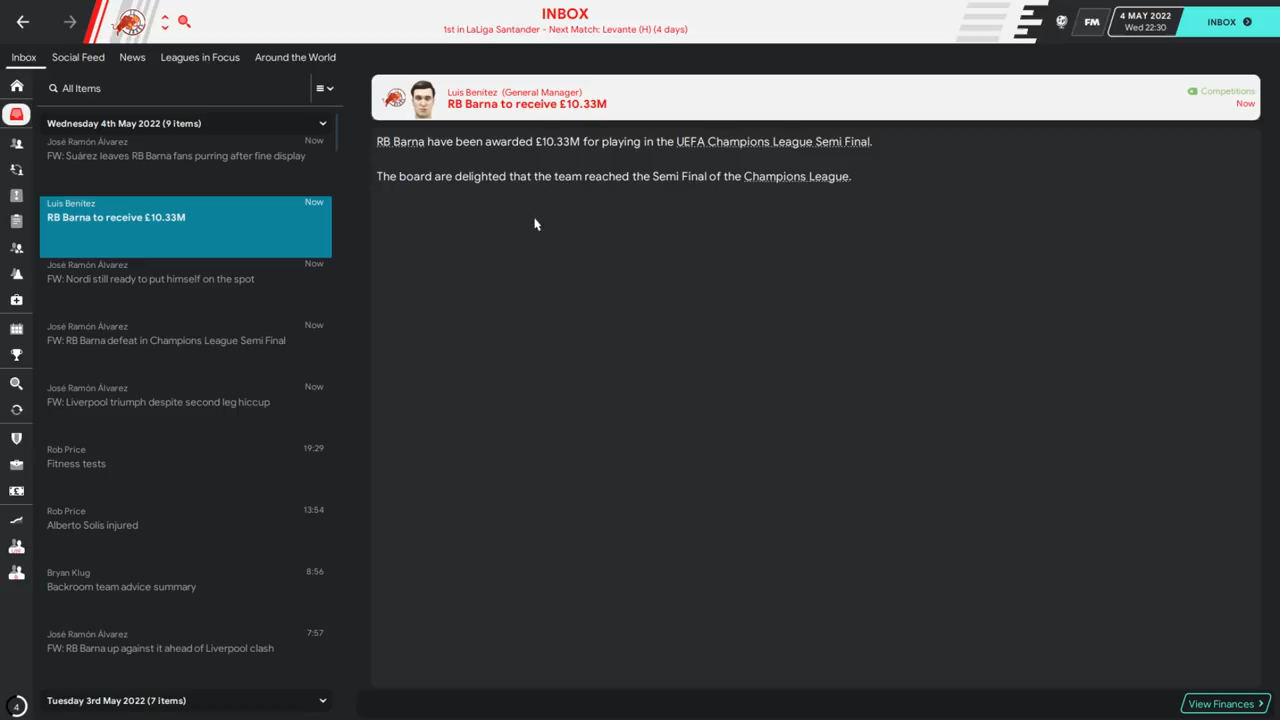 INBOX
1st in LaLiga Santander - Next Match: Levante (H) (4 days)
FM
4 MAY 2022
Wed 22:30
INBOX
Inbox
Social Feed
News
Leagues in Focus
Around the World
All Items
Wednesday 4th May 2022 (9 items)
José Ramón Álvarez
Now
FW: Suárez leaves RB Barna fans purring after fine display
Luis Benítez
Now
RB Barna to receive £10.33M
José Ramón Álvarez
Now
FW: Nordi still ready to put himself on the spot
José Ramón Álvarez
Now
FW: RB Barna defeat in Champions League Semi Final
José Ramón Álvarez
Now
FW: Liverpool triumph despite second leg hiccup
Rob Price
19:29
Fitness tests
Rob Price
13:54
Alberto Solis injured
Bryan Klug
8:56
Backroom team advice summary
José Ramón Álvarez
7:57
FW: RB Barna up against it ahead of Liverpool clash
Tuesday 3rd May 2022 (7 items)
4
Luis Benítez (General Manager)
RB Barna to receive £10.33M
Competitions
Now
RB Barna have been awarded £10.33M for playing in the UEFA Champions League Semi Final.
The board are delighted that the team reached the Semi Final of the Champions League.
View Finances